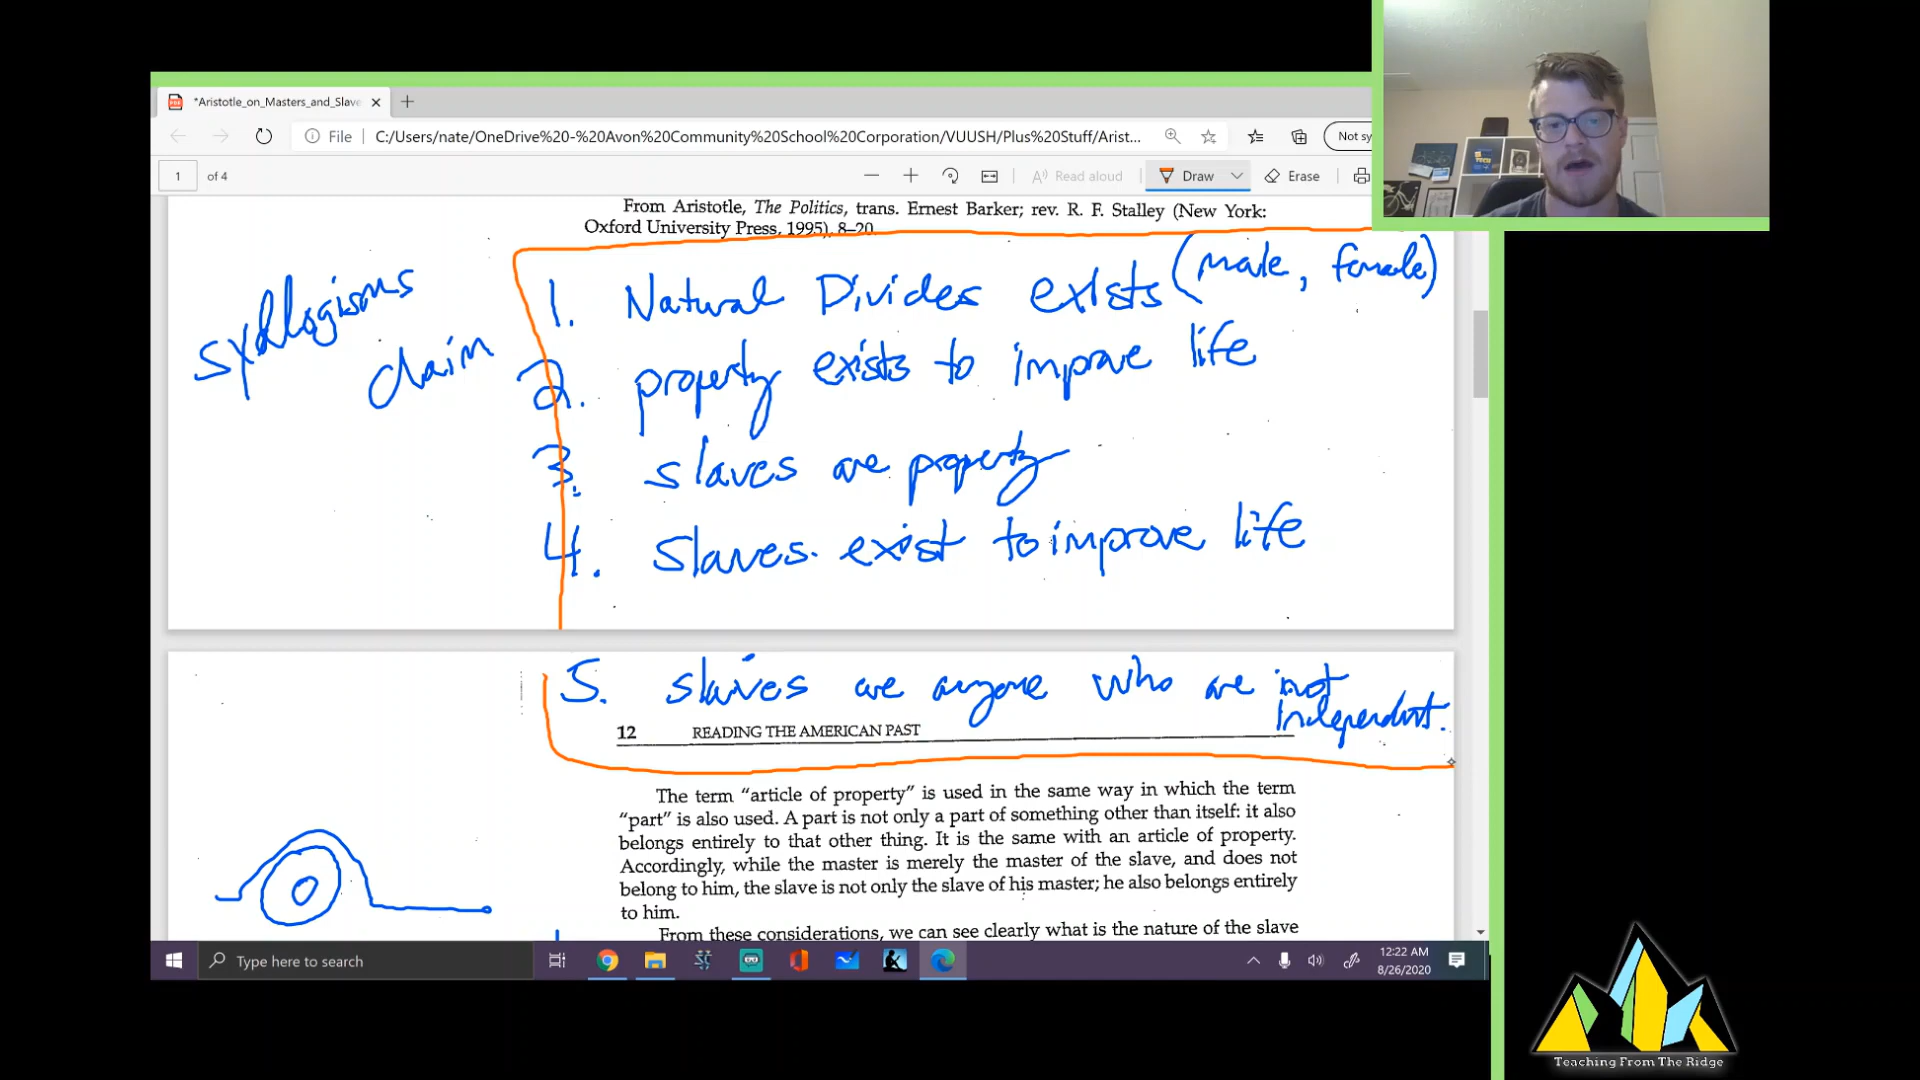 *Aristotle_on_Masters_and_Slave
File C:/Users/nate/OneDrive%20-%20Avon%20Community%20School%20Corporation/VUUSH/Plus%20Stuff/Arist... Not sy
1 of 4 Read aloud Draw Erase
From Aristotle, The Politics, trans. Ernest Barker; rev. R. F. Stalley (New York:
Oxford University Press, 1995), 8–20.
syllogisms
claim
1. Natural Divides exists (male, female)
2. property exists to improve life
3. slaves are property
4. Slaves exist to improve life
5. slaves are anyone who are not
independent.
12 READING THE AMERICAN PAST
The term “article of property” is used in the same way in which the term
“part” is also used. A part is not only a part of something other than itself: it also
belongs entirely to that other thing. It is the same with an article of property.
Accordingly, while the master is merely the master of the slave, and does not
belong to him, the slave is not only the slave of his master; he also belongs entirely
to him.
From these considerations, we can see clearly what is the nature of the slave
Type here to search
12:22 AM
8/26/2020
Teaching From The Ridge